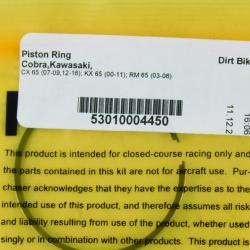 Piston Ring
Cobra,Kawasaki,
Dirt Bik
CX 65 (07-09,12-16); KX 65 (00-11); RM 65 (03-06)
53010004450
11.12.2
16:08
This product is intended for closed-course racing only and
the parts contained in this kit are not for aircraft use. Pur-
chaser acknowledges that they have the expertise as to the
intended use of this product, and therefore assumes all risks
and liability resulting from use of the product, whether used
singly or in combination with other products. This product